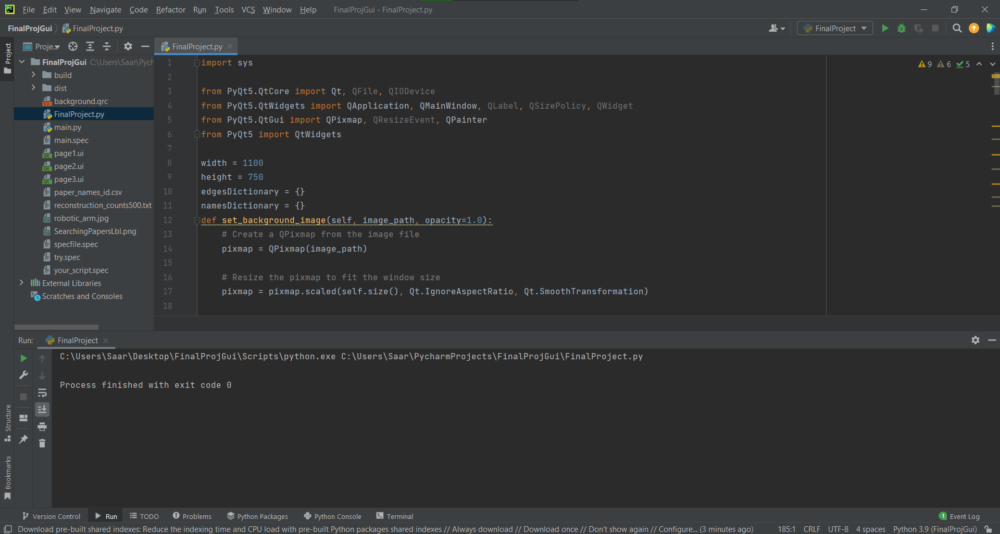 PC File Edit View Navigate Code Refactor Run Tools VCS Window Help FinalProjGui - FinalProject.py
FinalProjGui FinalProject.py FinalProject
Project
Proje.. FinalProject.py
FinalProjGui C:\Users\Saar\Pych
build
dist
background.qrc
FinalProject.py
main.py
main.spec
page1.ui
page2.ui
page3.ui
paper_names_id.csv
reconstruction_counts500.txt
robotic_arm.jpg
SearchingPapersLbl.png
specfile.spec
try.spec
your_script.spec
External Libraries
Scratches and Consoles
9 6 5
1 import sys
2
3 from PyQt5.QtCore import Qt, QFile, QIODevice
4 from PyQt5.QtWidgets import QApplication, QMainWindow, QLabel, QSizePolicy, QWidget
5 from PyQt5.QtGui import QPixmap, QResizeEvent, QPainter
6 from PyQt5 import QtWidgets
7
8 width = 1100
9 height = 750
10 edgesDictionary = {}
11 namesDictionary = {}
12 def set_background_image(self, image_path, opacity=1.0):
13 # Create a QPixmap from the image file
14 pixmap = QPixmap(image_path)
15
16 # Resize the pixmap to fit the window size
17 pixmap = pixmap.scaled(self.size(), Qt.IgnoreAspectRatio, Qt.SmoothTransformation)
18
Run: FinalProject
C:\Users\Saar\Desktop\FinalProjGui\Scripts\python.exe C:\Users\Saar\PycharmProjects\FinalProjGui\FinalProject.py
Process finished with exit code 0
Structure
Bookmarks
Version Control Run TODO Problems Python Packages Python Console Terminal 1 Event Log
Download pre-built shared indexes: Reduce the indexing time and CPU load with pre-built Python packages shared indexes // Always download // Download once // Don't show again // Configure... (3 minutes ago) 185:1 CRLF UTF-8 4 spaces Python 3.9 (FinalProjGui)